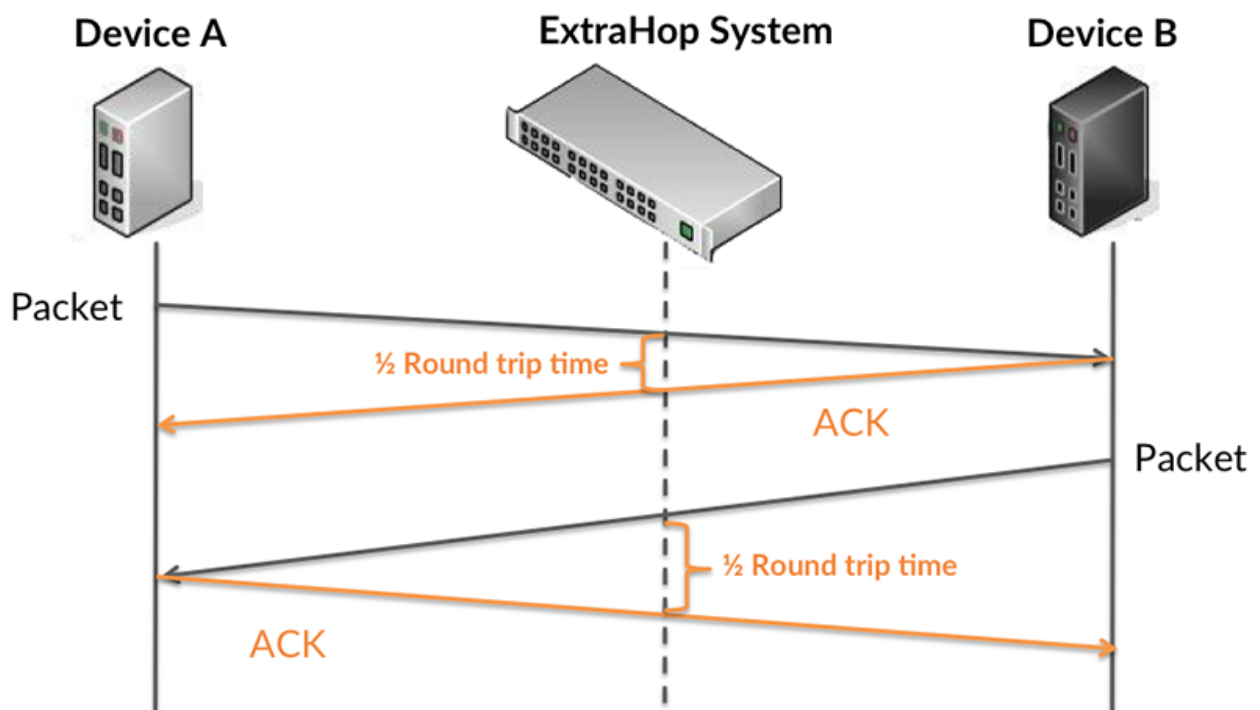 Device A
ExtraHop System
Device B
Packet
½ Round trip time
ACK
Packet
½ Round trip time
ACK